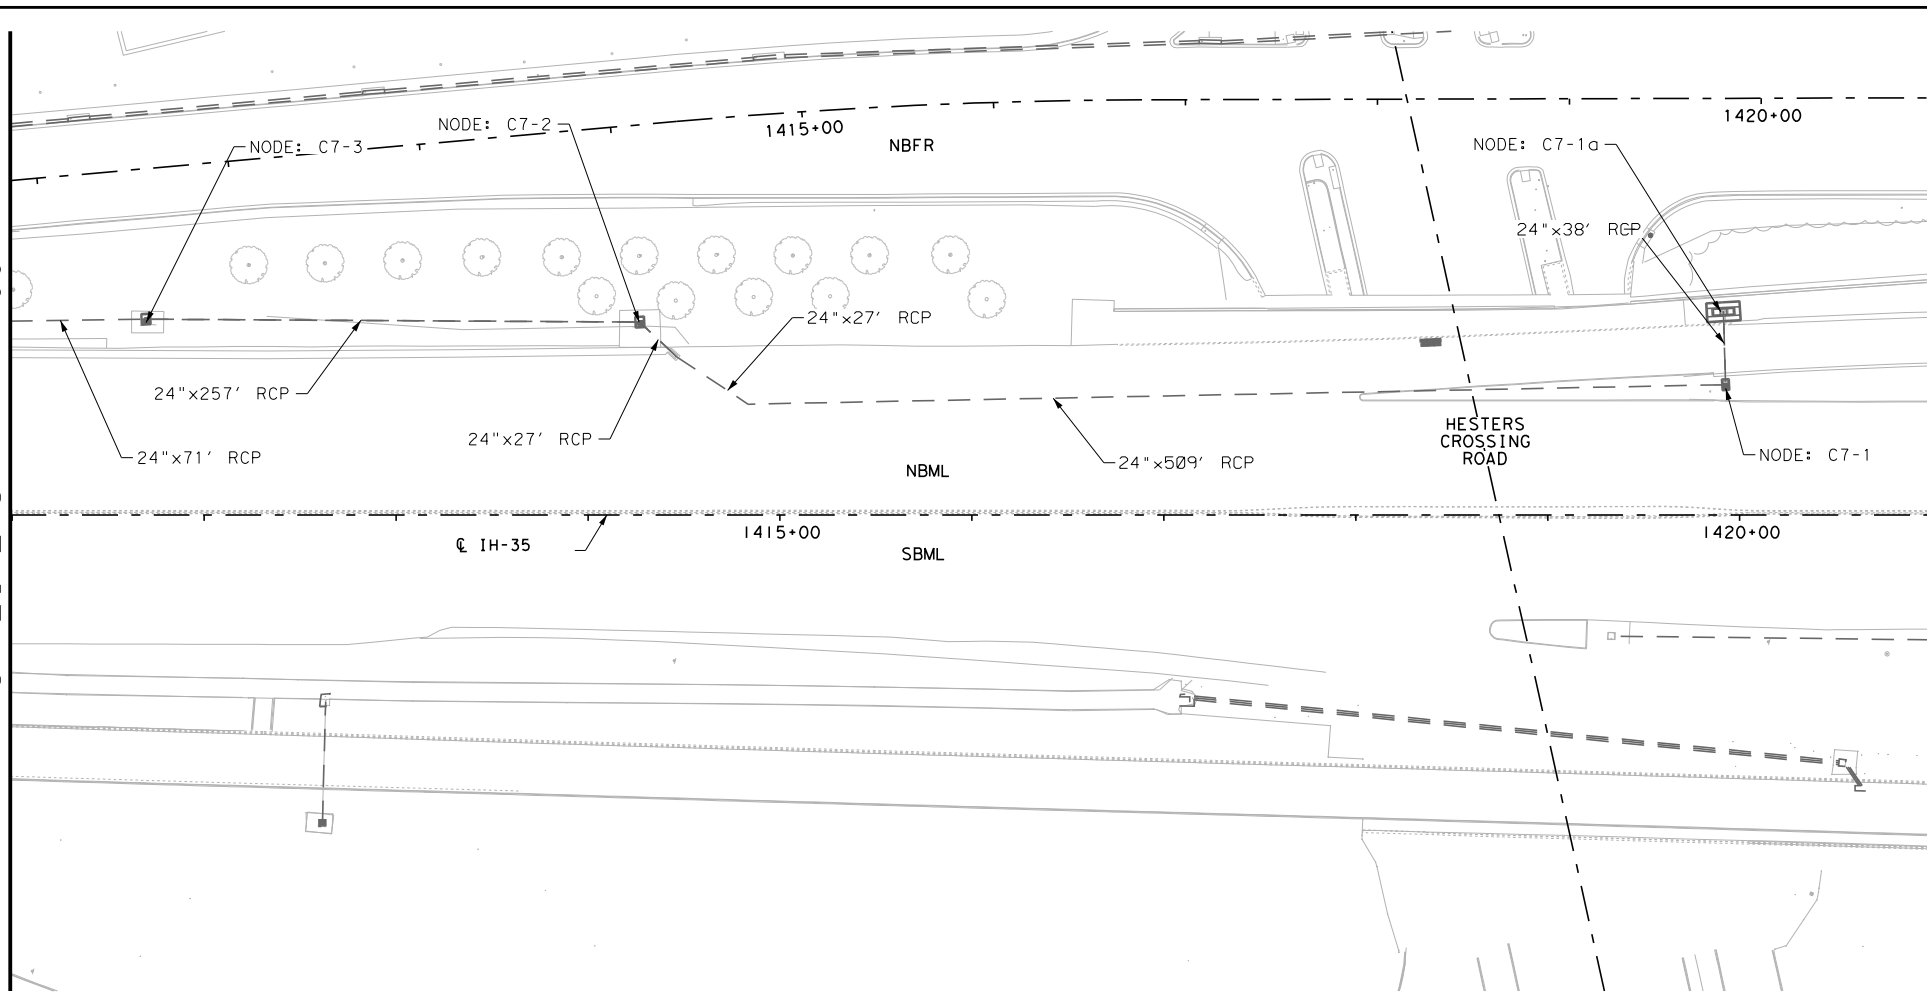 NODE: C7-2
1415+00
1420+00
NODE: C7-3
NBFR
NODE: C7-1a
24"x38' RCP
24"x27' RCP
24"x257' RCP
24"x27' RCP
24"x71' RCP
24"x509' RCP
HESTERS
CROSSING
ROAD
NODE: C7-1
NBML
℄ IH-35
1415+00
1420+00
SBML